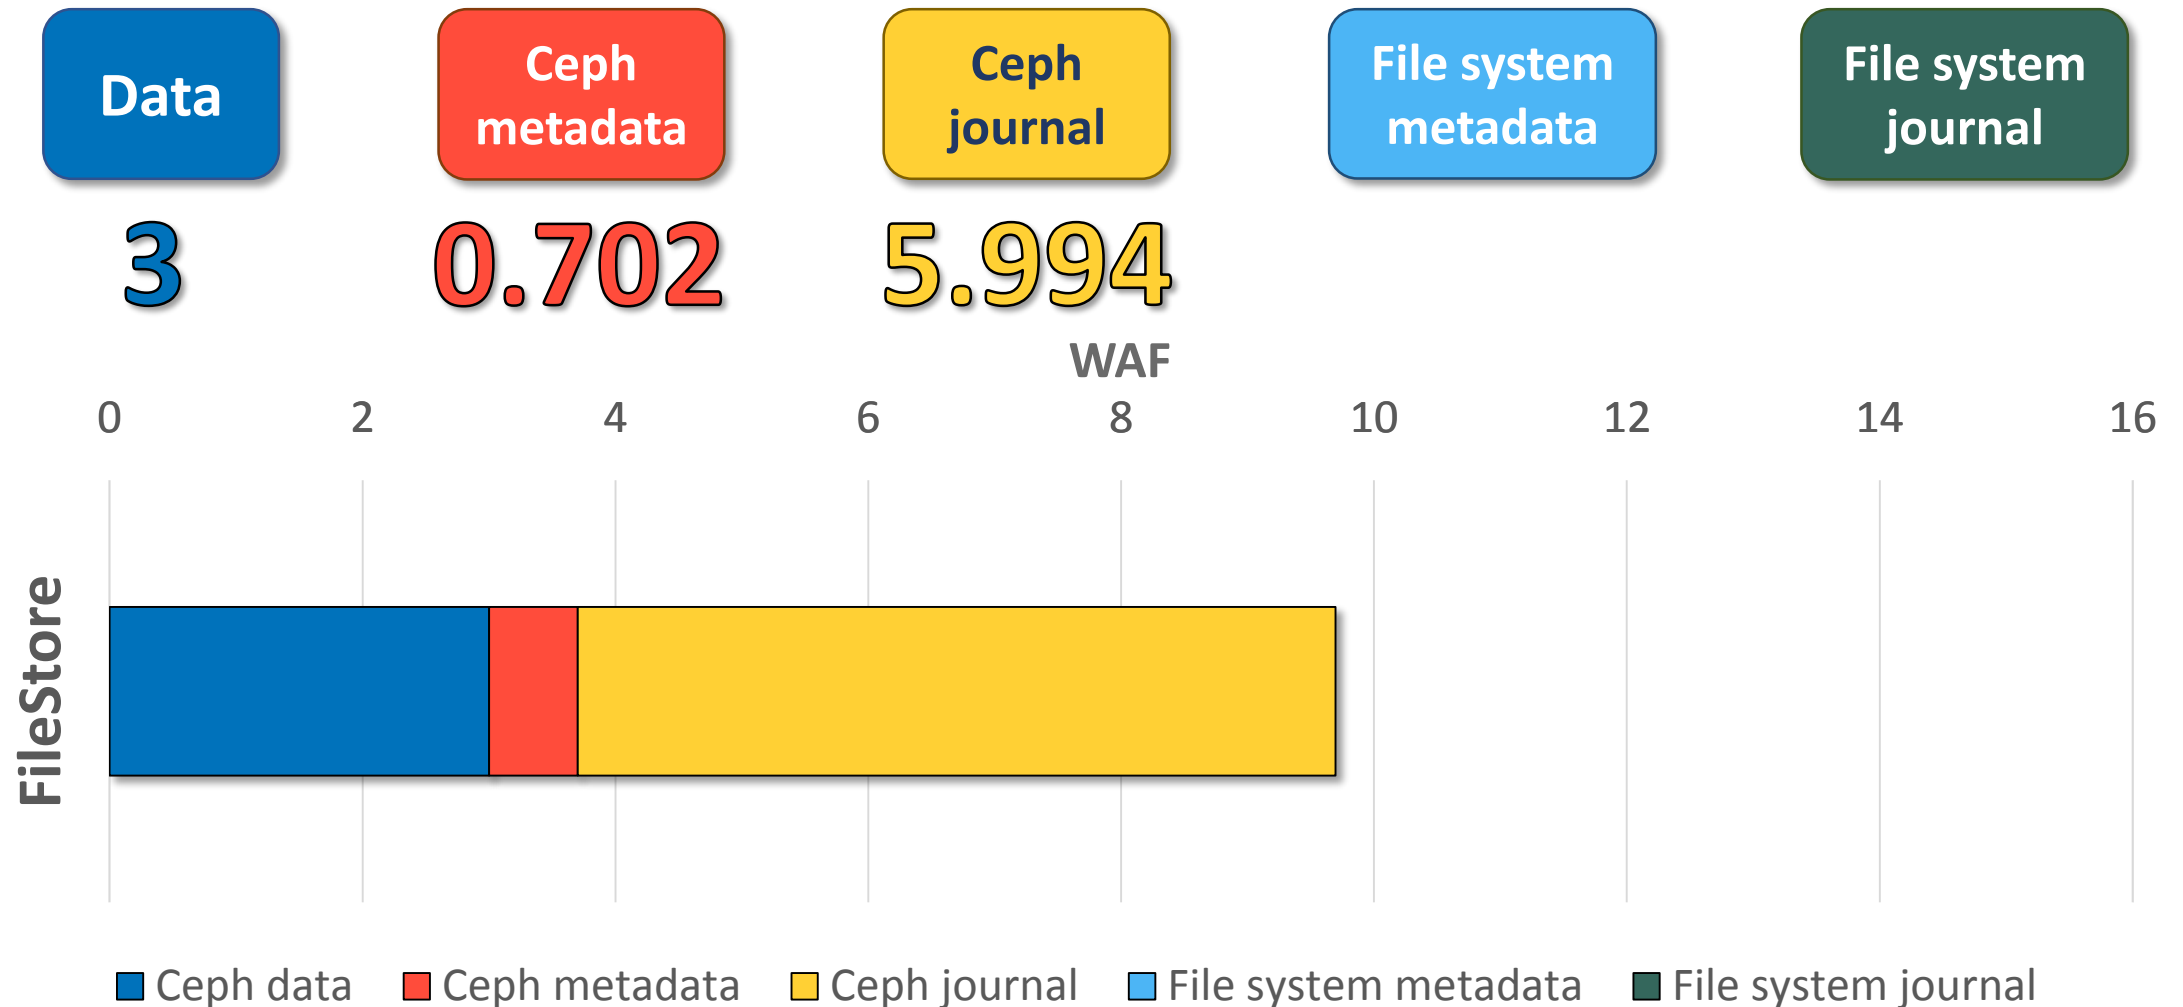 Data
Ceph
metadata
Ceph
journal
File system
metadata
File system
journal
3
0.702
5.994
WAF
0 2 4 6 8 10 12 14 16
FileStore
Ceph data Ceph metadata Ceph journal File system metadata File system journal